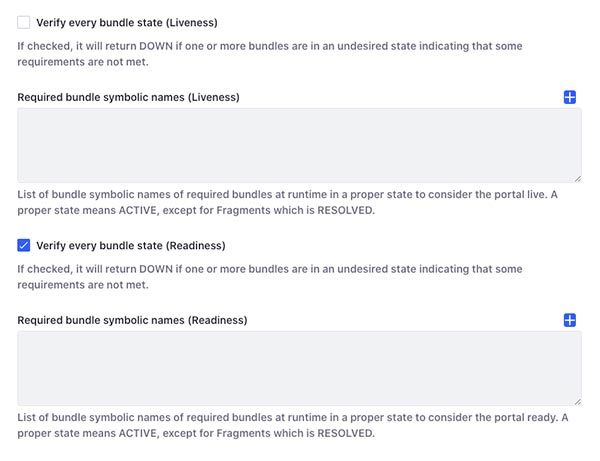 Verify every bundle state (Liveness)
If checked, it will return DOWN if one or more bundles are in an undesired state indicating that some
requirements are not met.
Required bundle symbolic names (Liveness)
List of bundle symbolic names of required bundles at runtime in a proper state to consider the portal live. A
proper state means ACTIVE, except for Fragments which is RESOLVED.
Verify every bundle state (Readiness)
If checked, it will return DOWN if one or more bundles are in an undesired state indicating that some
requirements are not met.
Required bundle symbolic names (Readiness)
List of bundle symbolic names of required bundles at runtime in a proper state to consider the portal ready. A
proper state means ACTIVE, except for Fragments which is RESOLVED.